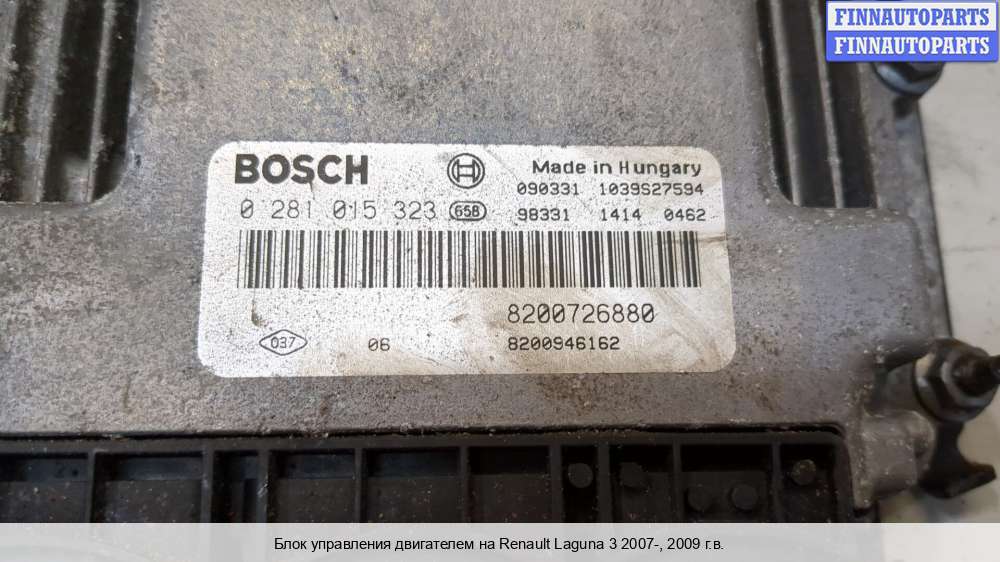 FINNAUTOPARTS
FINNAUTOPARTS
BOSCH
Made in Hungary
090331 1039S27594
0 281 015 323 658 98331 1414 0462
8200726880
037 06 8200946162
Блок управления двигателем на Renault Laguna 3 2007-, 2009 г.в.